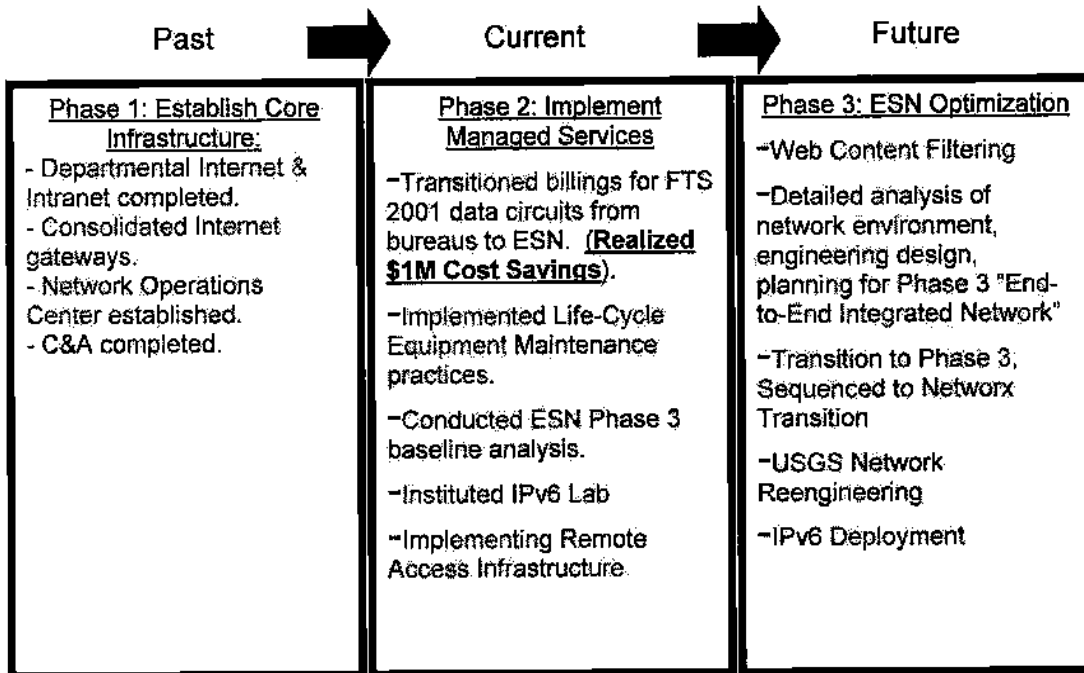 Past
Current
Future
Phase 1: Establish Core
Infrastructure:
- Departmental Internet &
Intranet completed.
- Consolidated Internet
gateways.
- Network Operations
Center established.
- C&A completed.
Phase 2: Implement
Managed Services
-Transitioned billings for FTS
2001 data circuits from
bureaus to ESN. (Realized
$1M Cost Savings).
-Implemented Life-Cycle
Equipment Maintenance
practices.
-Conducted ESN Phase 3
baseline analysis.
-Instituted IPv6 Lab
-Implementing Remote
Access Infrastructure.
Phase 3: ESN Optimization
-Web Content Filtering
-Detailed analysis of
network environment,
engineering design,
planning for Phase 3 "End-
to-End Integrated Network"
-Transition to Phase 3,
Sequenced to Networx
Transition
-USGS Network
Reengineering
-IPv6 Deployment